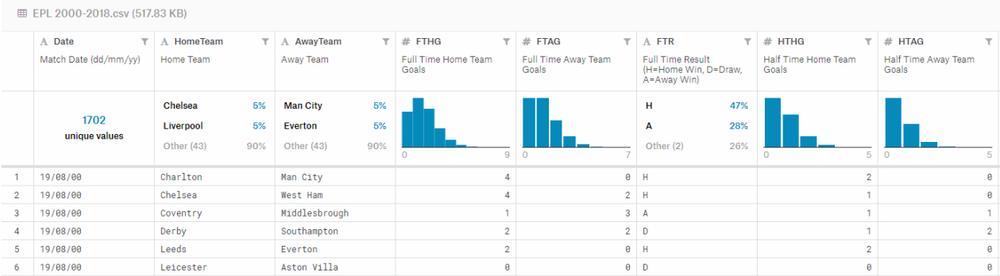 EPL 2000-2018.csv (517.83 KB)
A Date A HomeTeam A AwayTeam # FTHG # FTAG A FTR # HTHG # HTAG
Match Date (dd/mm/yy) Home Team Away Team Full Time Home Team Full Time Away Team Full Time Result Half Time Home Team Half Time Away Team
Goals Goals (H=Home Win, D=Draw, Goals Goals
A=Away Win)
Chelsea 5% Man City 5% H 47%
1702
Liverpool 5% Everton 5% A 28%
unique values
Other (43) 90% Other (43) 90% Other (2) 26%
0 9 0 7 0 5 0 5
1 19/08/00 Charlton Man City 4 0 H 2 0
2 19/08/00 Chelsea West Ham 4 2 H 1 0
3 19/08/00 Coventry Middlesbrough 1 3 A 1 1
4 19/08/00 Derby Southampton 2 2 D 1 2
5 19/08/00 Leeds Everton 2 0 H 2 0
6 19/08/00 Leicester Aston Villa 0 0 D 0 0